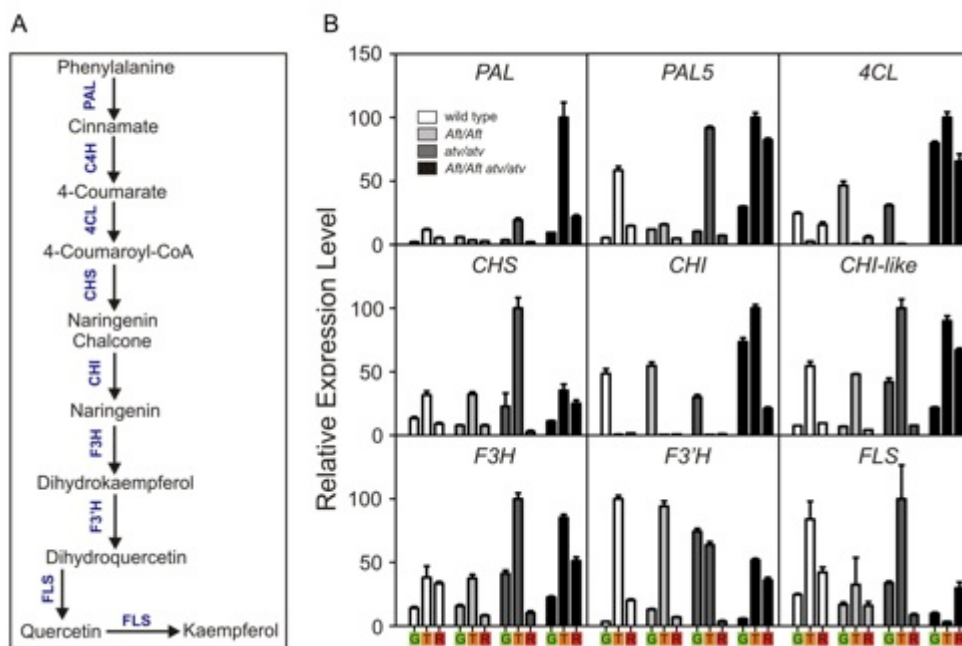 A
Phenylalanine
PAL
Cinnamate
C4H
4-Coumarate
4CL
4-Coumaroyl-CoA
CHS
Naringenin
Chalcone
CHI
Naringenin
F3H
Dihydrokaempferol
F3'H
Dihydroquercetin
FLS
Quercetin FLS Kaempferol
B
Relative Expression Level
150
100
50
0
100
50
0
100
50
0
PAL PAL5 4CL
wild type
Aft/Aft
atv/atv
Aft/Aft atv/atv
CHS CHI CHI-like
F3H F3'H FLS
G T R G T R G T R G T R G T R G T R G T R G T R G T R G T R G T R G T R